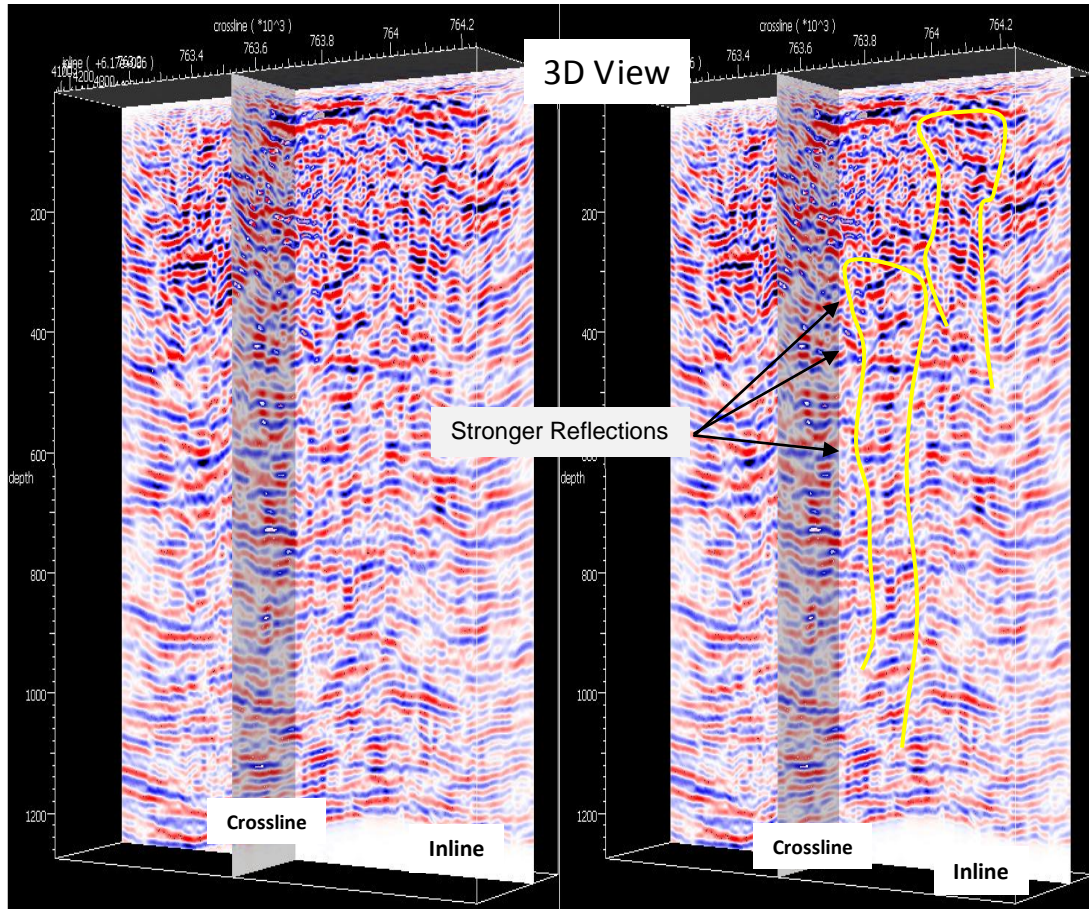 crossline ( *10^3 )
763.4
763.6
763.8
764
764.2
200
400
600
depth
800
1000
1200
Crossline
Inline
3D View
crossline ( *10^3 )
763.4
763.6
763.8
764
764.2
200
400
Stronger Reflections
depth
800
1000
1200
Crossline
Inline